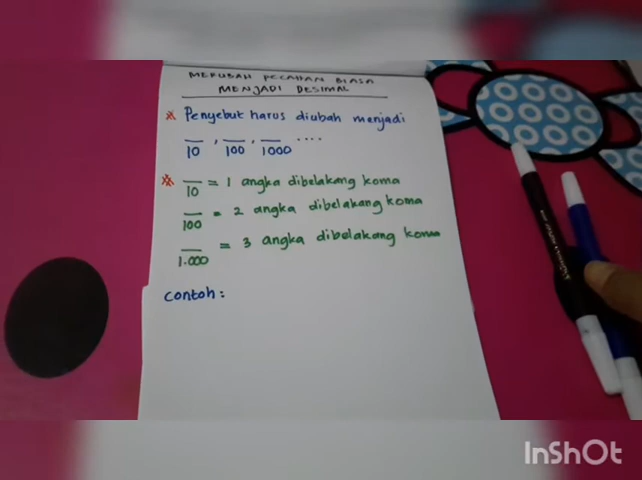 MERUBAH PECAHAN BIASA
MENJADI DESIMAL
* Penyebut harus diubah menjadi
— , — , — ....
10 100 1000
* —/10 = 1 angka dibelakang koma
—/100 = 2 angka dibelakang koma
—/1.000 = 3 angka dibelakang koma
Contoh :
InShOt